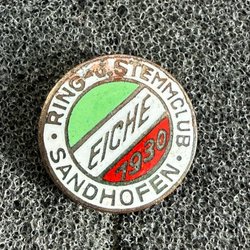 RING-U.STEMMCLUB
EICHE
1930
· SANDHOFEN ·